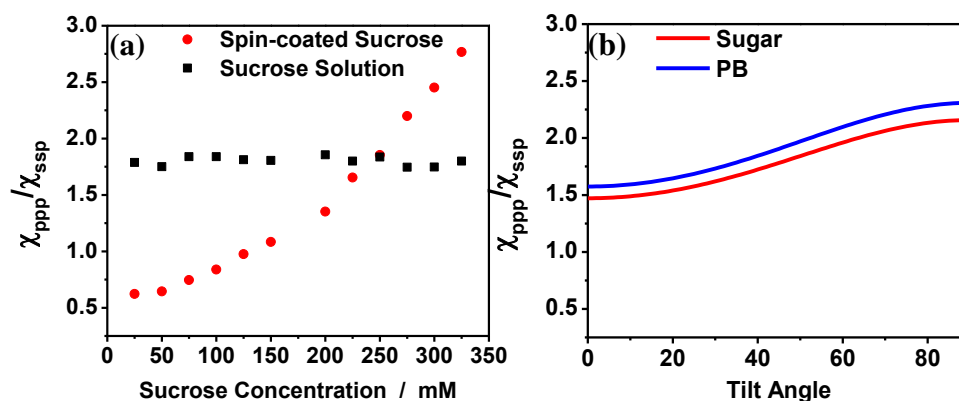 (a)
Spin-coated Sucrose
Sucrose Solution
3.0
2.5
2.0
1.5
1.0
0.5
χppp/χssp
0 50 100 150 200 250 300 350
Sucrose Concentration / mM
(b)
Sugar
PB
3.0
2.5
2.0
1.5
1.0
0.5
χppp/χssp
0 20 40 60 80
Tilt Angle